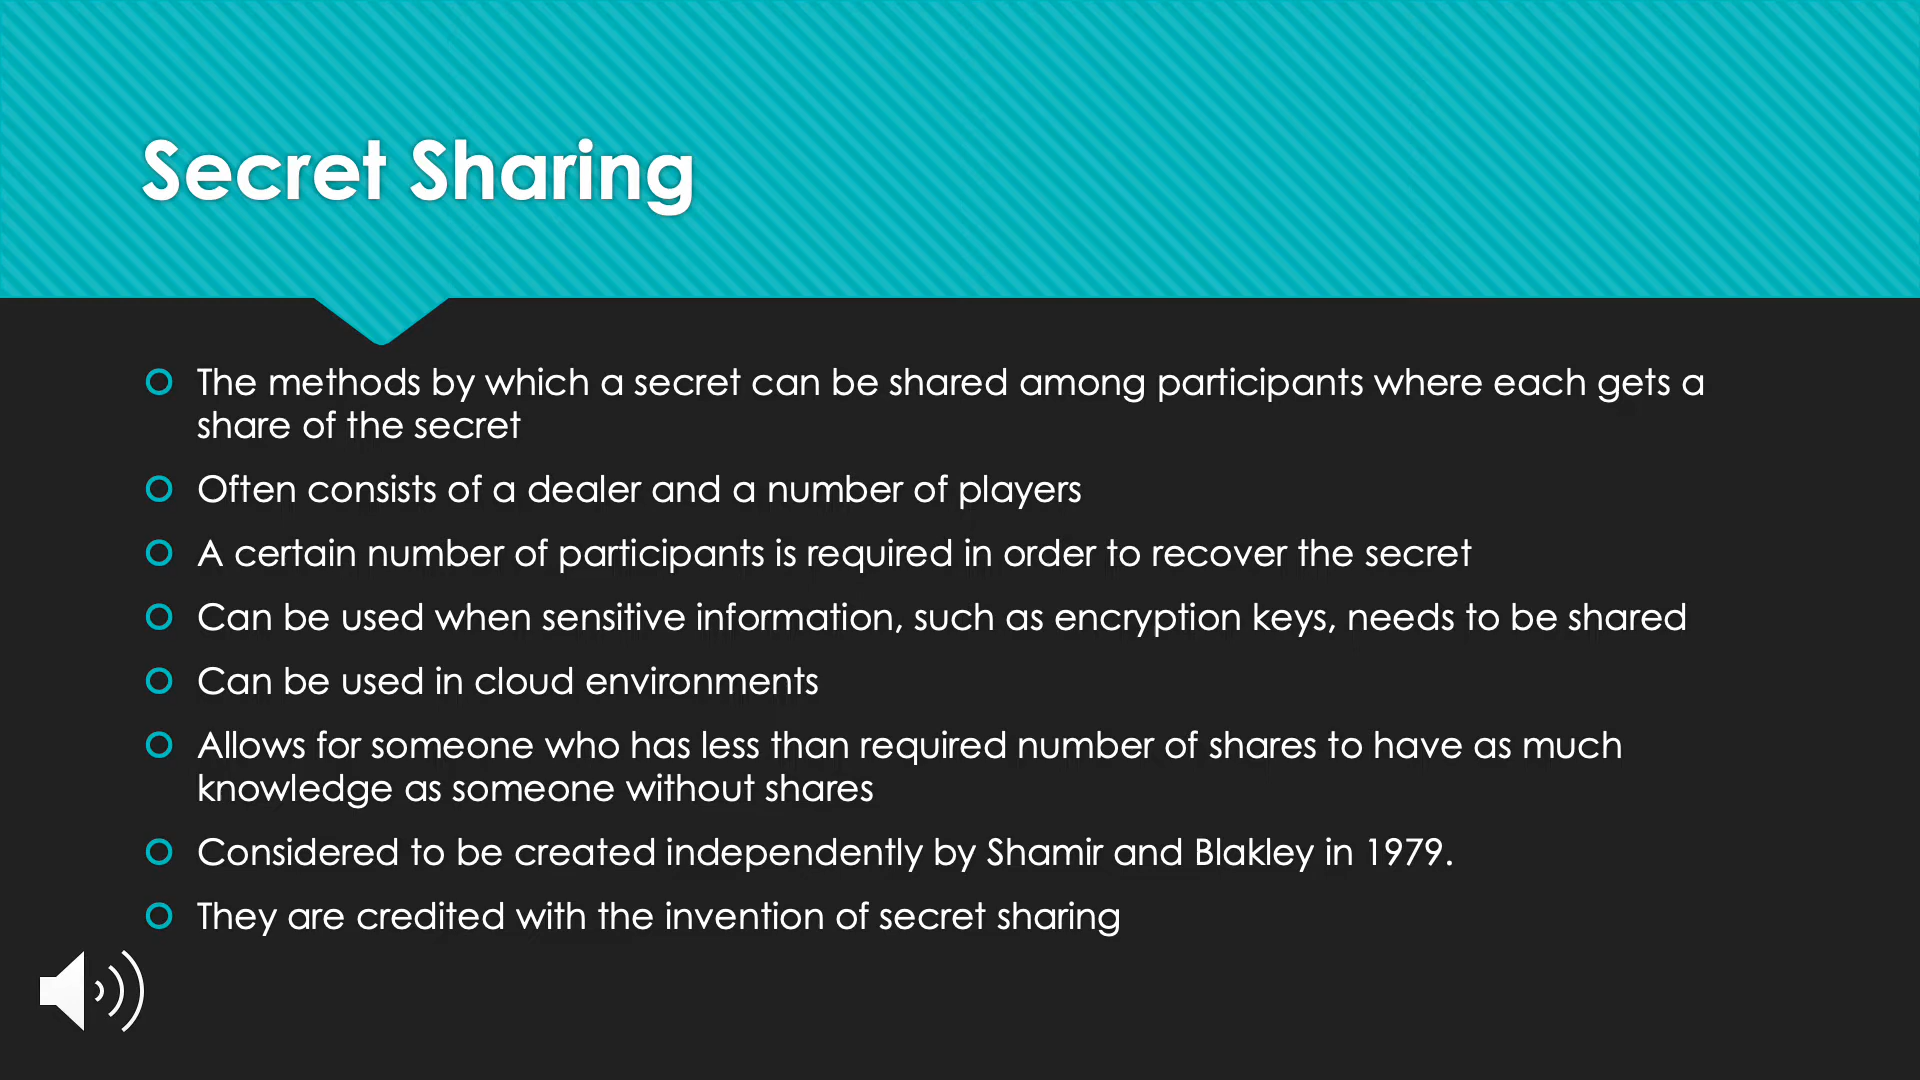 Secret Sharing
The methods by which a secret can be shared among participants where each gets a
share of the secret
Often consists of a dealer and a number of players
A certain number of participants is required in order to recover the secret
Can be used when sensitive information, such as encryption keys, needs to be shared
Can be used in cloud environments
Allows for someone who has less than required number of shares to have as much
knowledge as someone without shares
Considered to be created independently by Shamir and Blakley in 1979.
They are credited with the invention of secret sharing